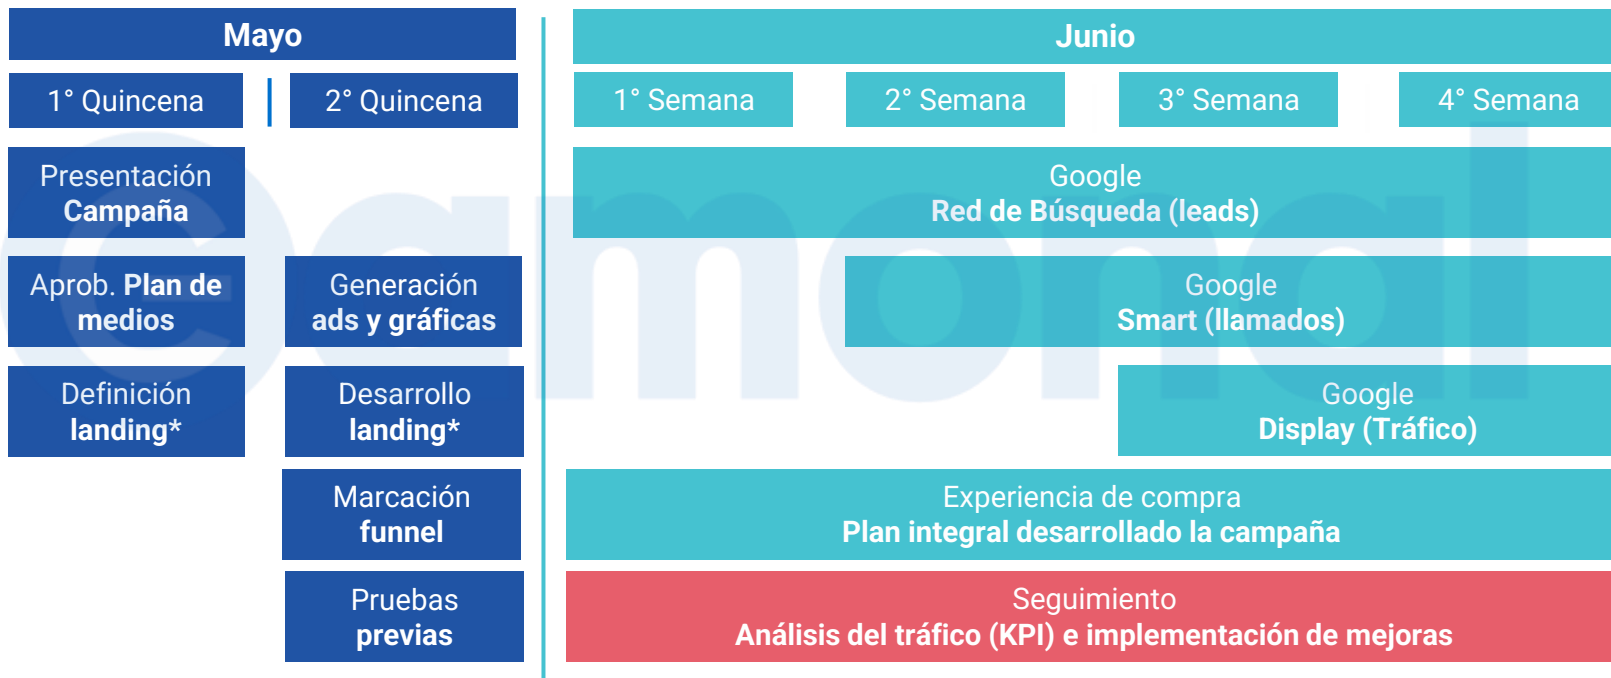 Mayo
Junio
1° Quincena
2° Quincena
1° Semana
2° Semana
3° Semana
4° Semana
Presentación
Campaña
Google
Red de Búsqueda (leads)
Aprob. Plan de
medios
Generación
ads y gráficas
Google
Smart (llamados)
Definición
landing*
Desarrollo
landing*
Google
Display (Tráfico)
Marcación
funnel
Experiencia de compra
Plan integral desarrollado la campaña
Pruebas
previas
Seguimiento
Análisis del tráfico (KPI) e implementación de mejoras
Gamonal